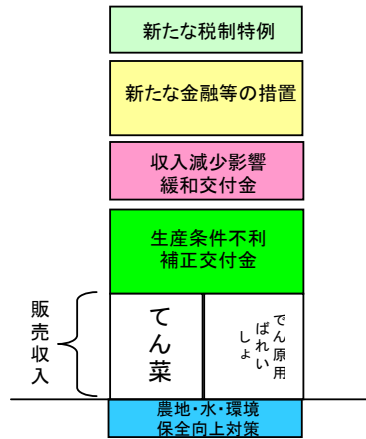 新たな税制特例
新たな金融等の措置
収入減少影響
緩和交付金
生産条件不利
補正交付金
販売収入
てん菜
でん原用
ばれい
しょ
農地・水・環境
保全向上対策